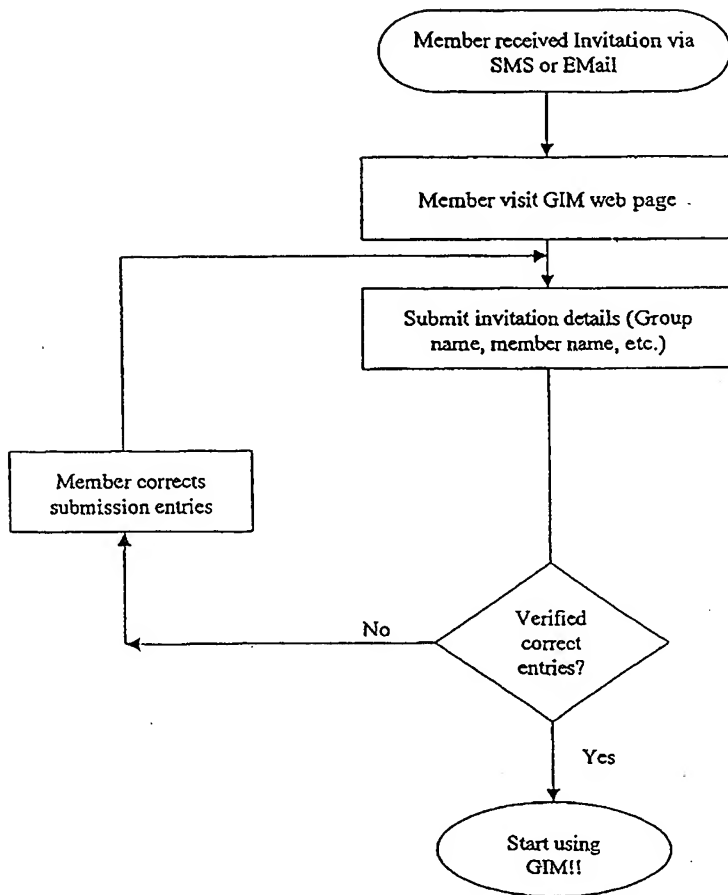 Member received Invitation via
SMS or EMail
Member visit GIM web page
Submit invitation details (Group
name, member name, etc.)
Member corrects
submission entries
No
Verified
correct
entries?
Yes
Start using
GIM!!